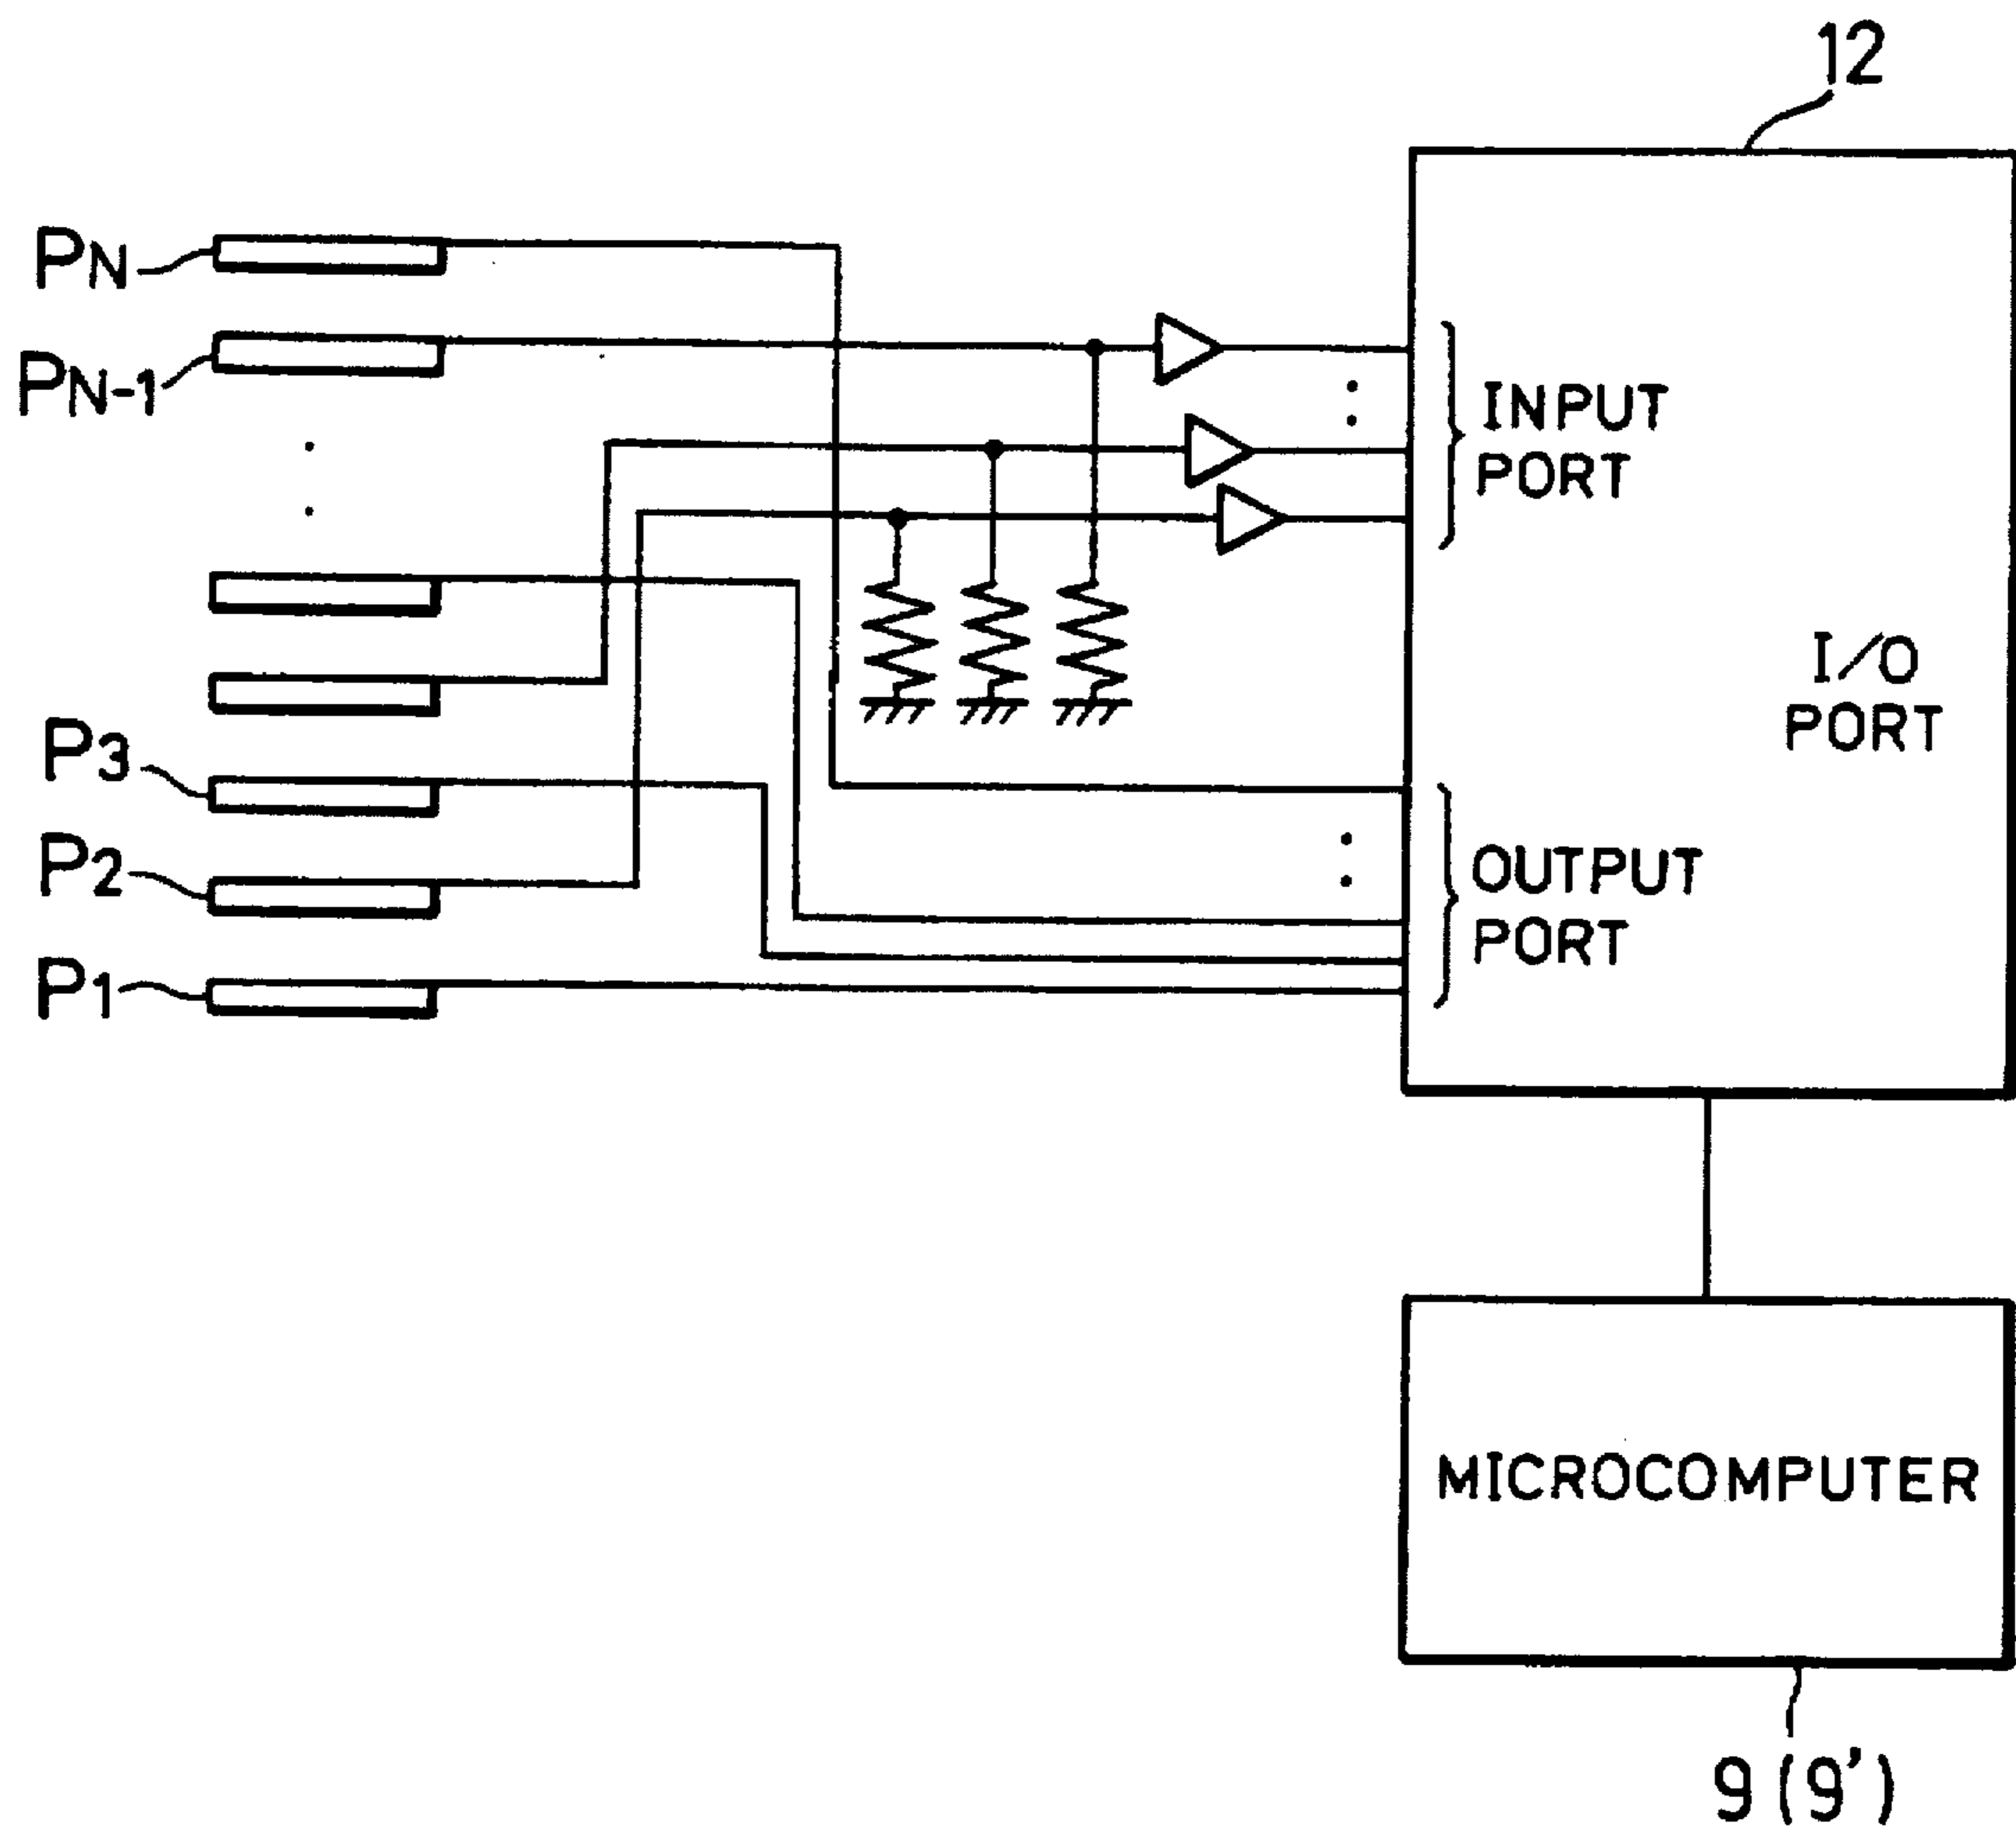 12
PN
PN-1
INPUT
PORT
I/O
PORT
P3
P2
OUTPUT
PORT
P1
MICROCOMPUTER
9 (9')